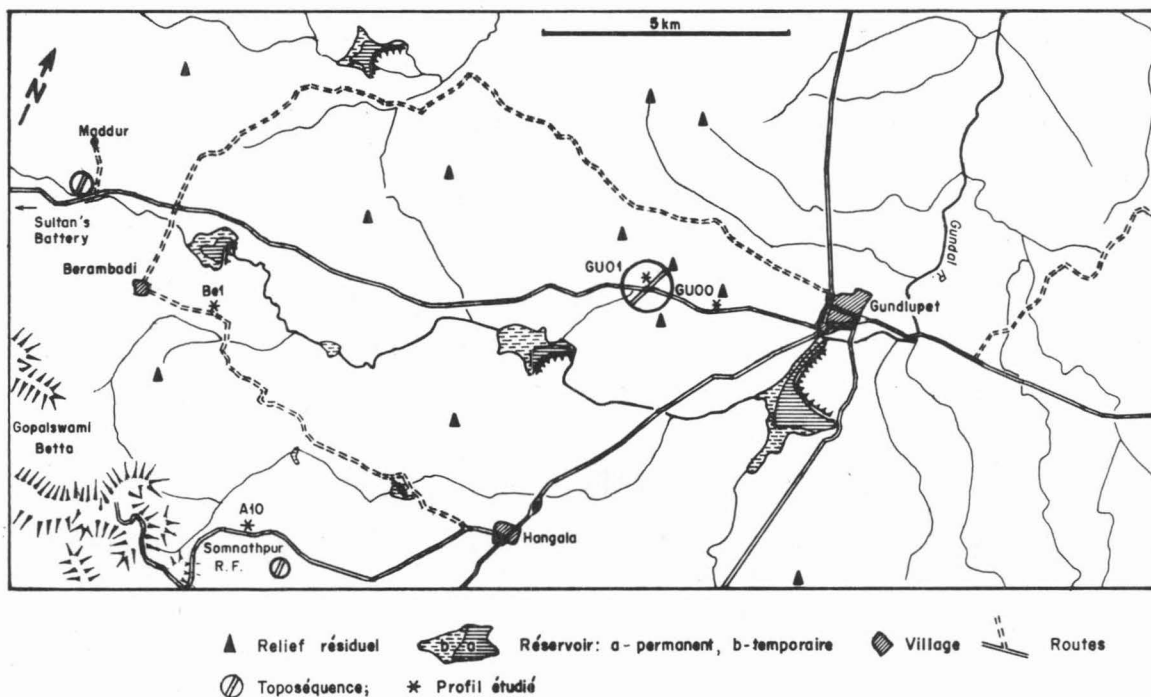 5 km
N
Maddur
Sultan's
Battery
Berambadi
Be1
GU01
GU00
Gundal R.
Gundlupet
Gopalswami
Betta
A10
Somnathpur
R.F.
Hangala
Relief résiduel
b a
Réservoir: a-permanent, b-temporaire
Village
Routes
Toposéquence;
Profil étudié